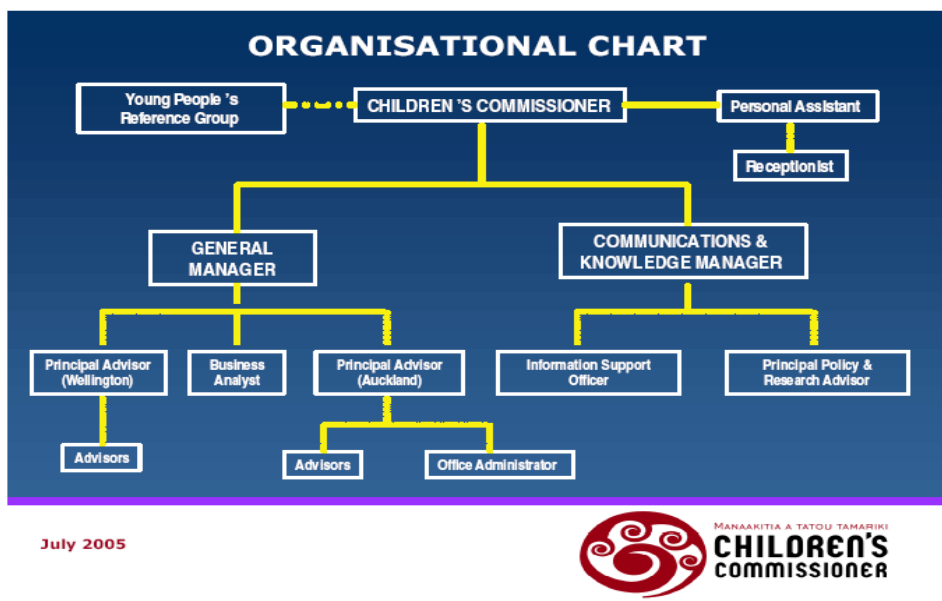 ORGANISATIONAL CHART
Young People 's
Reference Group
CHILDREN 'S COMMISSIONER
Personal Assistant
Receptionist
GENERAL
MANAGER
COMMUNICATIONS &
KNOWLEDGE MANAGER
Principal Advisor
(Wellington)
Business
Analyst
Principal Advisor
(Auckland)
Information Support
Officer
Principal Policy &
Research Advisor
Advisors
Advisors
Office Administrator
July 2005
MANAAKITIA A TATOU TAMARIKI
CHILDREN'S
COMMISSIONER